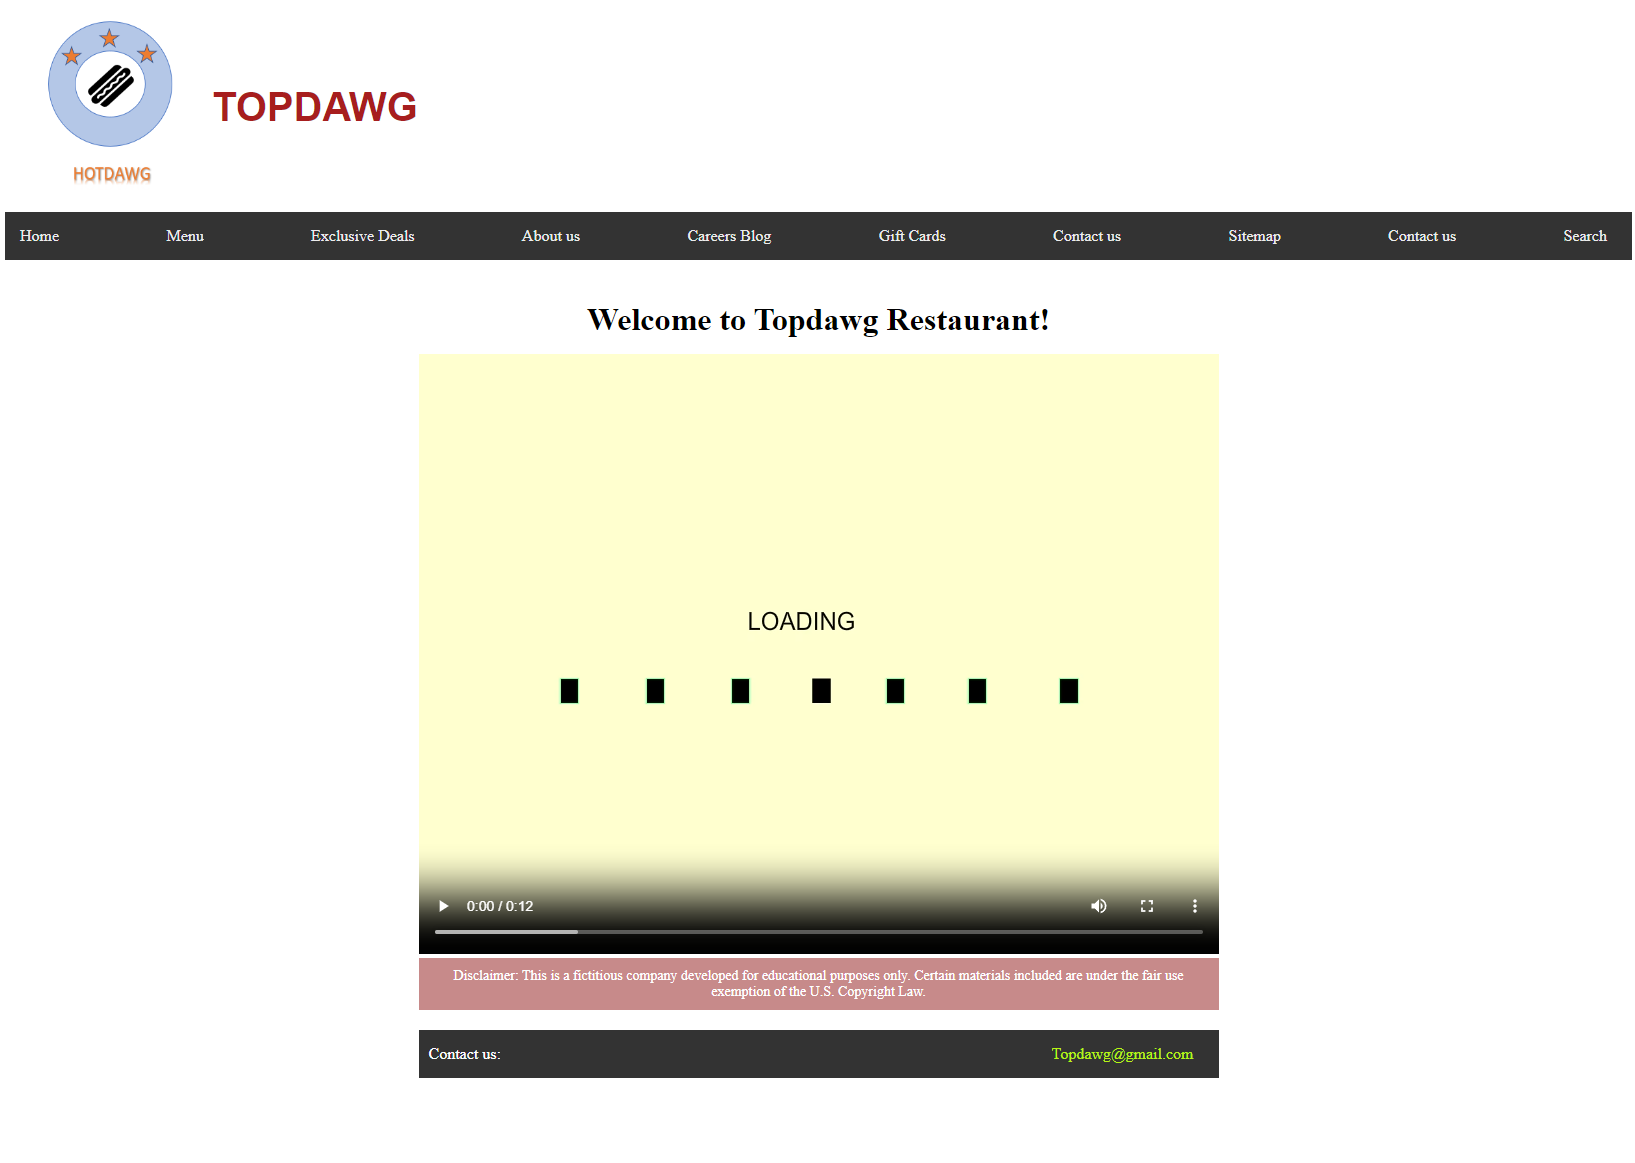 TOPDAWG
HOTDAWG
Home Menu Exclusive Deals About us Careers Blog Gift Cards Contact us Sitemap Contact us Search
Welcome to Topdawg Restaurant!
LOADING
0:00 / 0:12
Disclaimer: This is a fictitious company developed for educational purposes only. Certain materials included are under the fair use
exemption of the U.S. Copyright Law.
Contact us: Topdawg@gmail.com